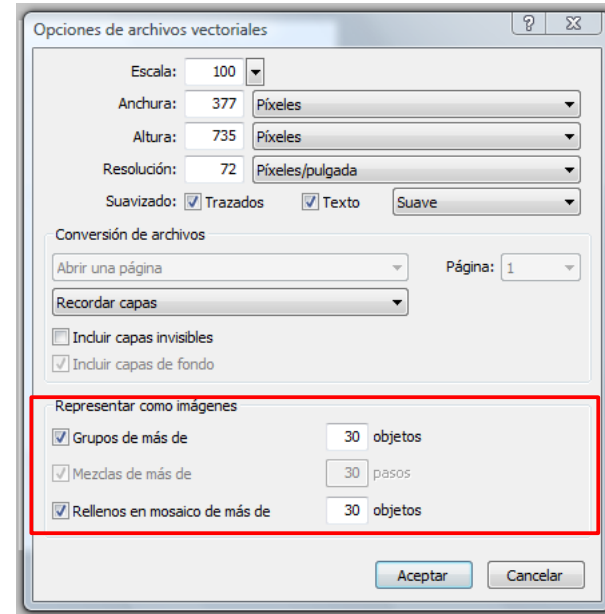 Opciones de archivos vectoriales
Escala: 100
Anchura: 377 Píxeles
Altura: 735 Píxeles
Resolución: 72 Píxeles/pulgada
Suavizado: Trazados Texto Suave
Conversión de archivos
Abrir una página Página: 1
Recordar capas
Incluir capas invisibles
Incluir capas de fondo
Representar como imágenes
Grupos de más de 30 objetos
Mezclas de más de 30 pasos
Rellenos en mosaico de más de 30 objetos
Aceptar Cancelar